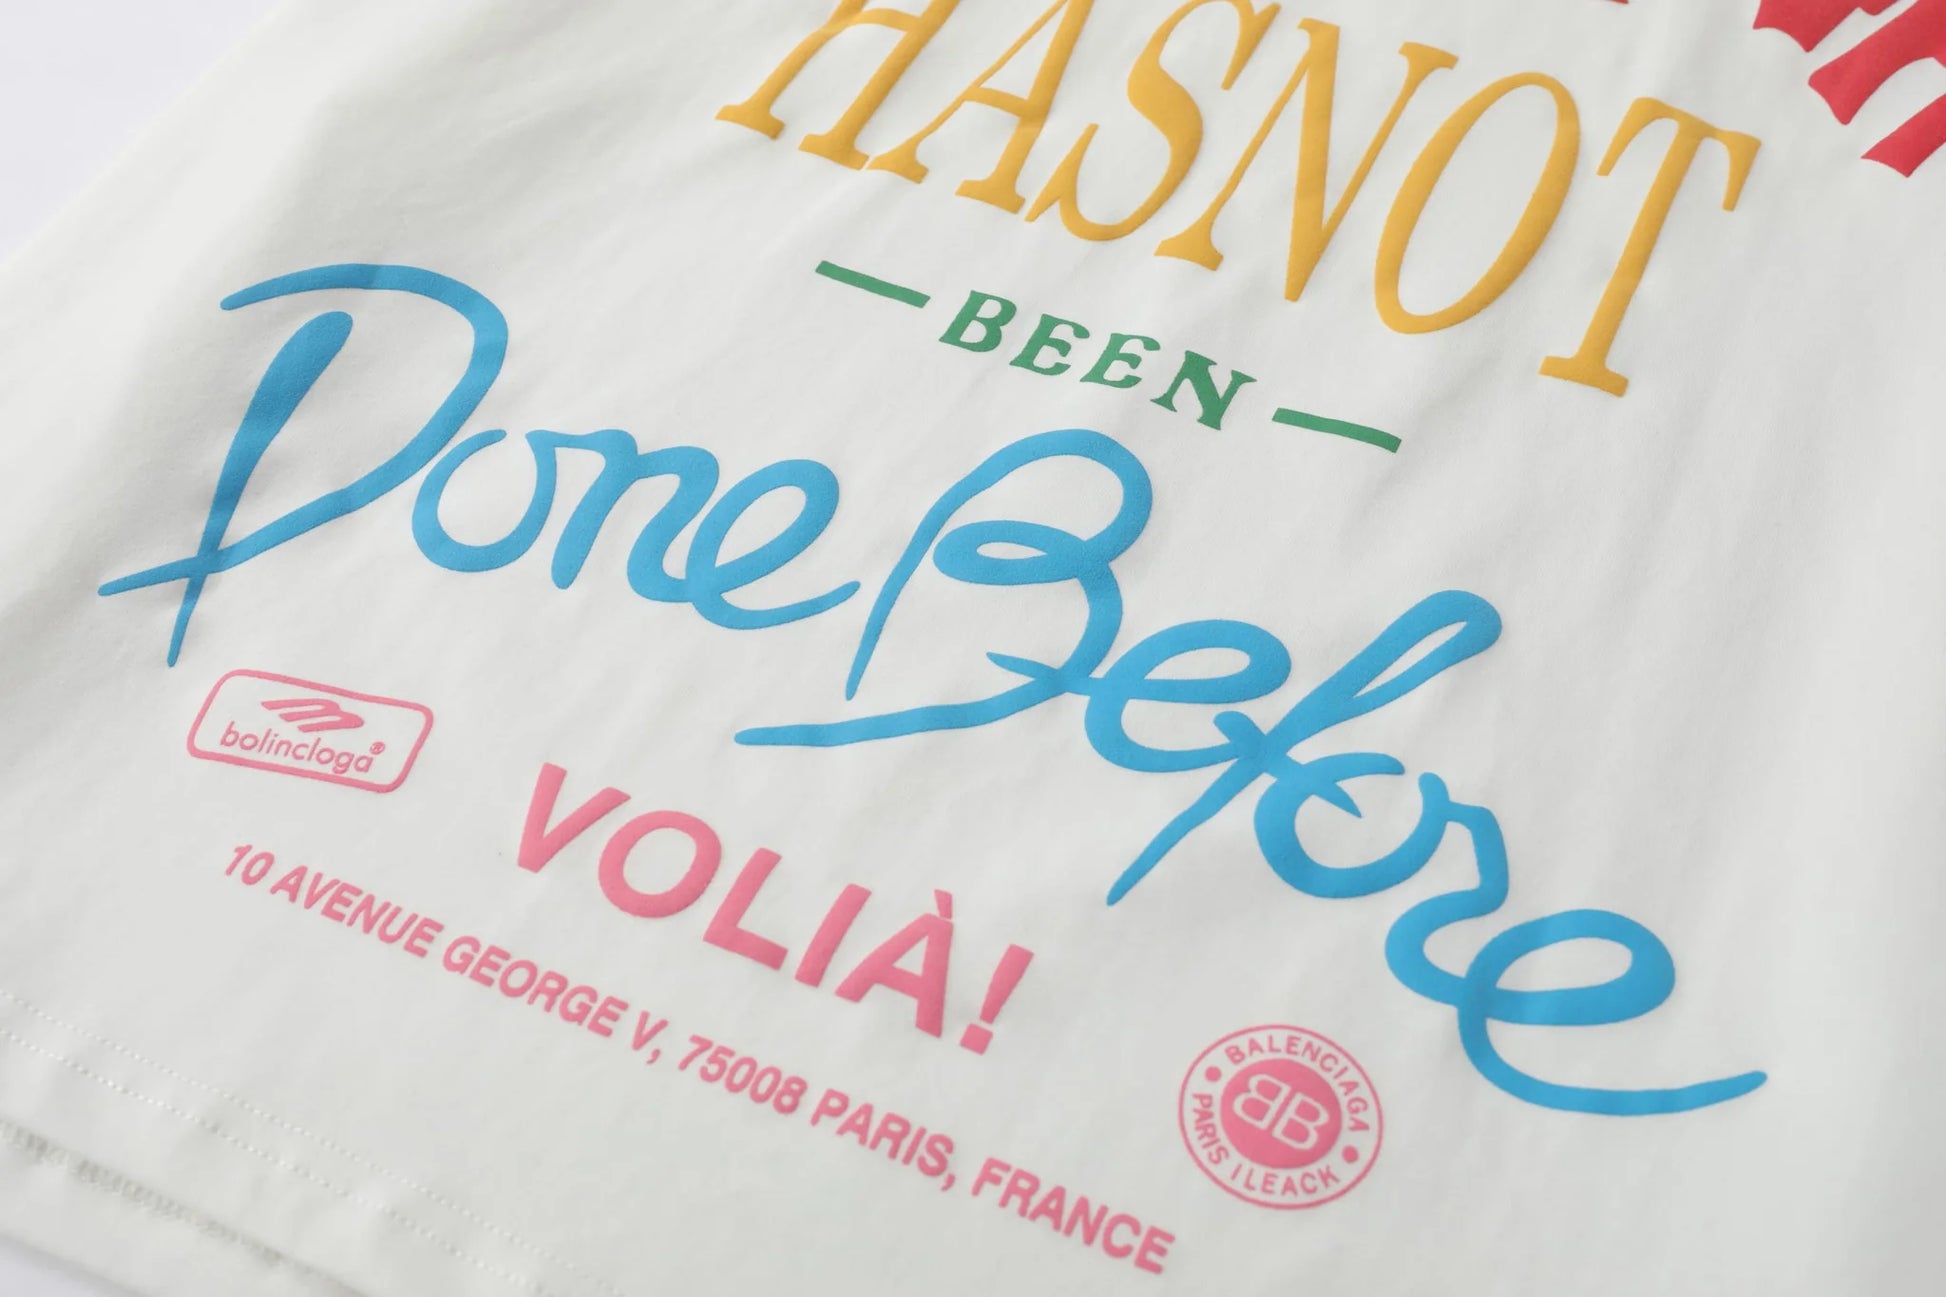 HASNOT
BEEN
Done Before
bolincloga®
VOLIÀ!
10 AVENUE GEORGE V, 75008 PARIS, FRANCE
BALENCIAGA
BB
PARIS ILEACK